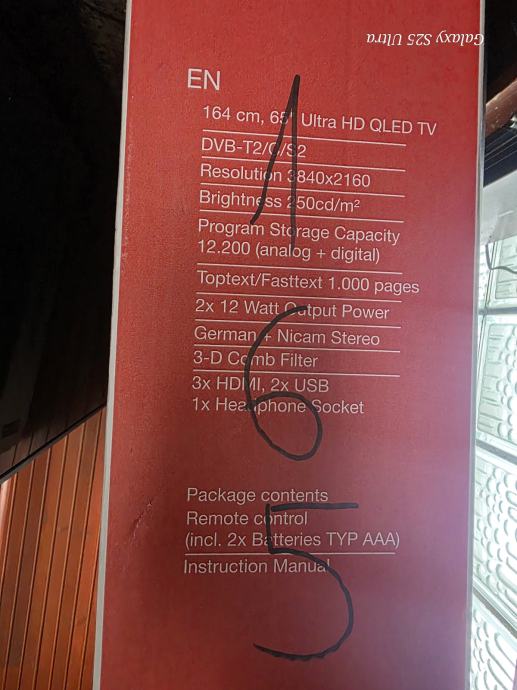 Galaxy S25 Ultra
EN
164 cm, 65" Ultra HD QLED TV
DVB-T2/C/S2
Resolution 3840x2160
Brightness 250cd/m²
Program Storage Capacity
12.200 (analog + digital)
Toptext/Fasttext 1.000 pages
2x 12 Watt Output Power
German + Nicam Stereo
3-D Comb Filter
3x HDMI, 2x USB
1x Headphone Socket
Package contents
Remote control
(incl. 2x Batteries TYP AAA)
Instruction Manual
1
6
5